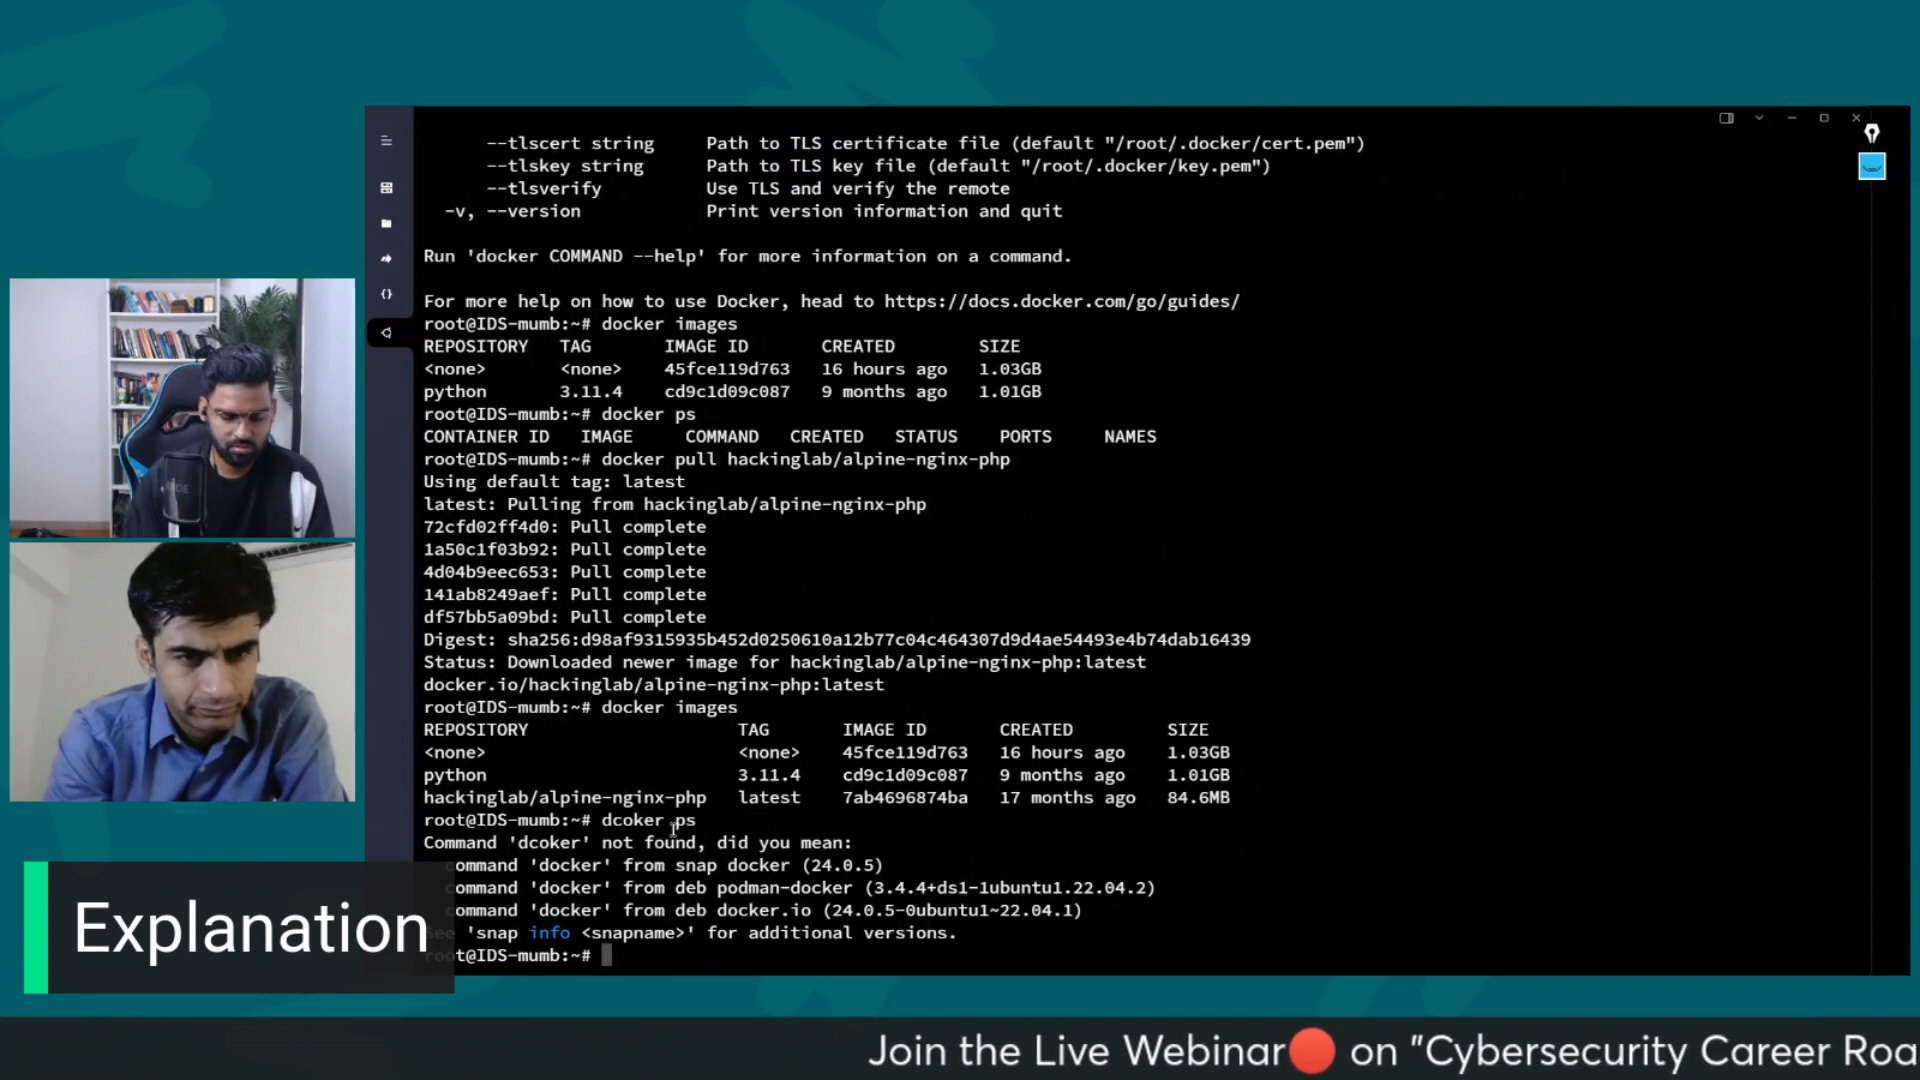 --tlscert string     Path to TLS certificate file (default "/root/.docker/cert.pem")
--tlskey string      Path to TLS key file (default "/root/.docker/key.pem")
--tlsverify          Use TLS and verify the remote
-v, --version            Print version information and quit
Run 'docker COMMAND --help' for more information on a command.
For more help on how to use Docker, head to https://docs.docker.com/go/guides/
root@IDS-mumb:~# docker images
REPOSITORY   TAG       IMAGE ID       CREATED        SIZE
<none>       <none>    45fce119d763   16 hours ago   1.03GB
python       3.11.4    cd9c1d09c087   9 months ago   1.01GB
root@IDS-mumb:~# docker ps
CONTAINER ID   IMAGE     COMMAND   CREATED   STATUS    PORTS     NAMES
root@IDS-mumb:~# docker pull hackinglab/alpine-nginx-php
Using default tag: latest
latest: Pulling from hackinglab/alpine-nginx-php
72cfd02ff4d0: Pull complete
1a50c1f03b92: Pull complete
4d04b9eec653: Pull complete
141ab8249aef: Pull complete
df57bb5a09bd: Pull complete
Digest: sha256:d98af9315935b452d0250610a12b77c04c464307d9d4ae54493e4b74dab16439
Status: Downloaded newer image for hackinglab/alpine-nginx-php:latest
docker.io/hackinglab/alpine-nginx-php:latest
root@IDS-mumb:~# docker images
REPOSITORY                    TAG       IMAGE ID       CREATED         SIZE
<none>                        <none>    45fce119d763   16 hours ago    1.03GB
python                        3.11.4    cd9c1d09c087   9 months ago    1.01GB
hackinglab/alpine-nginx-php   latest    7ab4696874ba   17 months ago   84.6MB
root@IDS-mumb:~# dcoker ps
Command 'dcoker' not found, did you mean:
command 'docker' from snap docker (24.0.5)
command 'docker' from deb podman-docker (3.4.4+ds1-1ubuntu1.22.04.2)
command 'docker' from deb docker.io (24.0.5-0ubuntu1~22.04.1)
See 'snap info <snapname>' for additional versions.
root@IDS-mumb:~#
Explanation
Join the Live Webinar🔴 on "Cybersecurity Career Roa